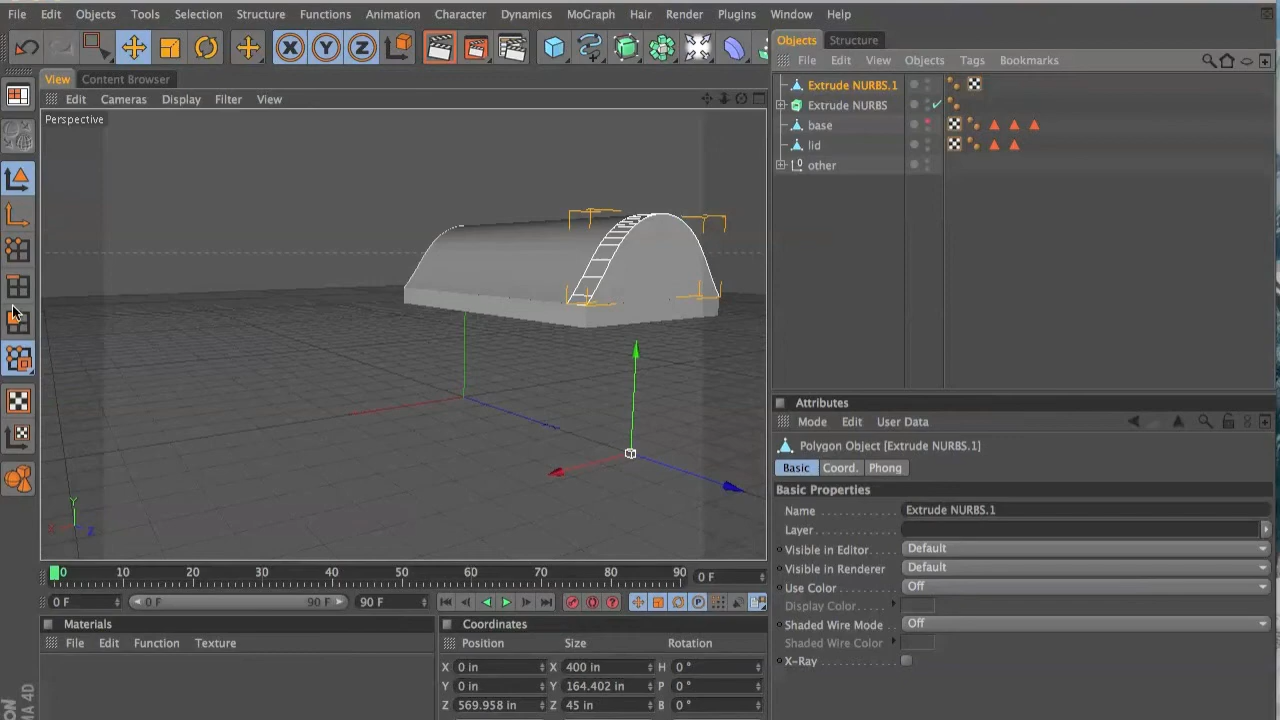 File Edit Objects Tools Selection Structure Functions Animation Character Dynamics MoGraph Hair Render Plugins Window Help
X Y Z
Objects Structure
File Edit View Objects Tags Bookmarks
View Content Browser
Edit Cameras Display Filter View
Perspective
Extrude NURBS.1
Extrude NURBS
base
lid
other
Attributes
Mode Edit User Data
Polygon Object [Extrude NURBS.1]
Basic Coord. Phong
Basic Properties
Name Extrude NURBS.1
Layer
Visible in Editor Default
Visible in Renderer Default
Use Color Off
Display Color
Shaded Wire Mode Off
Shaded Wire Color
X-Ray
Y
Z
0 10 20 30 40 50 60 70 80 90 0 F
0 F 0 F 90 F 90 F
Materials
File Edit Function Texture
Coordinates
Position Size Rotation
X 0 in X 400 in H 0 °
Y 0 in Y 164.402 in P 0 °
Z 569.958 in Z 45 in B 0 °